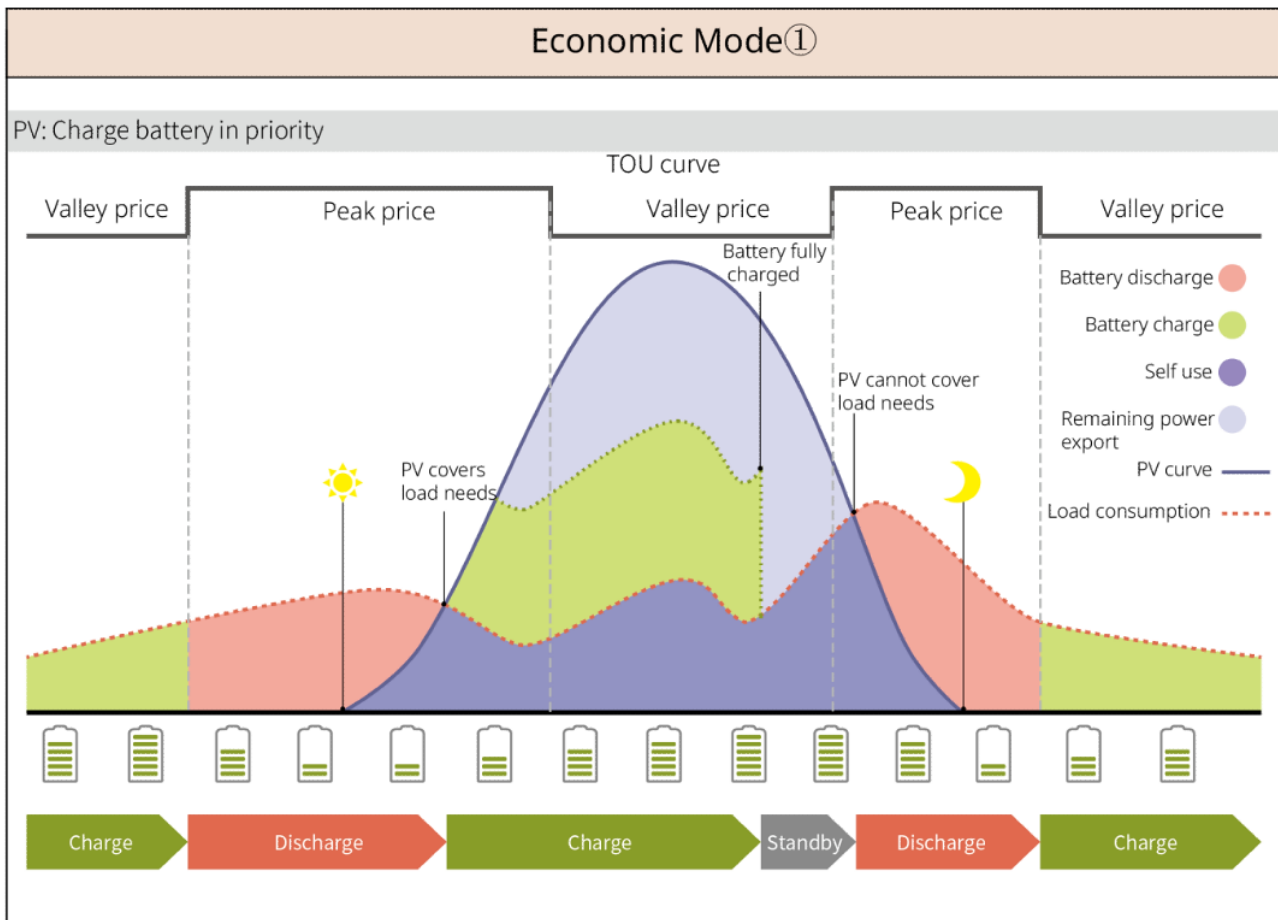 Economic Mode①
PV: Charge battery in priority
TOU curve
Valley price
Peak price
Valley price
Peak price
Valley price
Battery fully
charged
Battery discharge
Battery charge
Self use
Remaining power
export
PV curve
Load consumption
PV cannot cover
load needs
PV covers
load needs
Charge
Discharge
Charge
Standby
Discharge
Charge